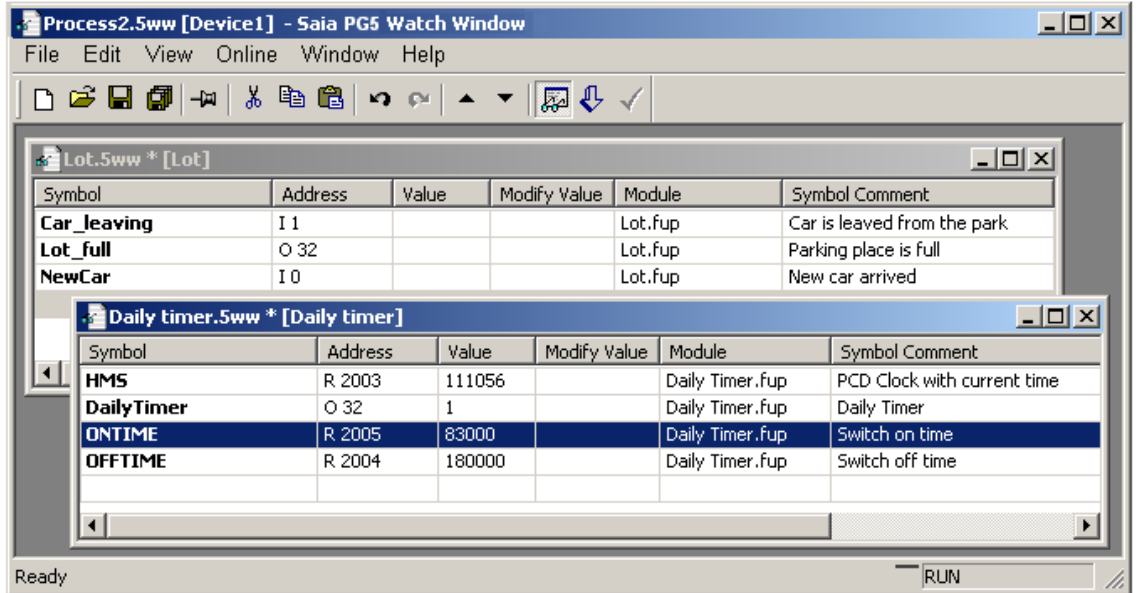 Process2.5ww [Device1] - Saia PG5 Watch Window
File Edit View Online Window Help
Lot.5ww * [Lot]
Symbol Address Value Modify Value Module Symbol Comment
Car_leaving I 1 Lot.fup Car is leaved from the park
Lot_full O 32 Lot.fup Parking place is full
NewCar I 0 Lot.fup New car arrived
Daily timer.5ww * [Daily timer]
Symbol Address Value Modify Value Module Symbol Comment
HMS R 2003 111056 Daily Timer.fup PCD Clock with current time
DailyTimer O 32 1 Daily Timer.fup Daily Timer
ONTIME R 2005 83000 Daily Timer.fup Switch on time
OFFTIME R 2004 180000 Daily Timer.fup Switch off time
Ready RUN